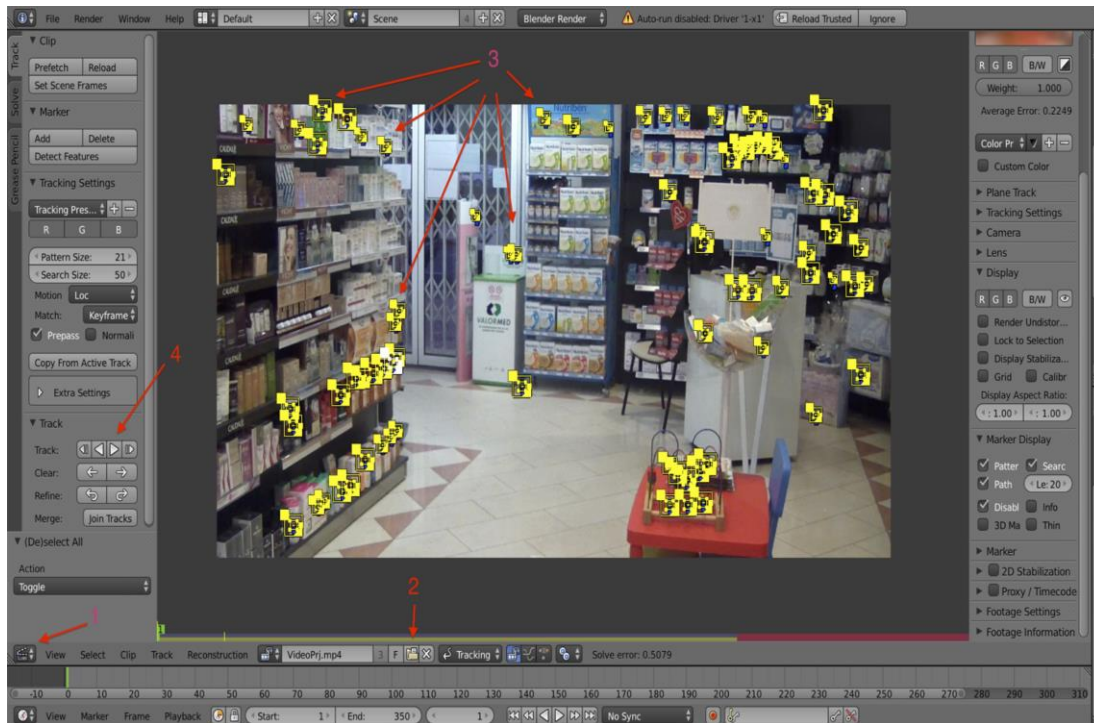 File Render Window Help Default Scene 4 Blender Render Auto-run disabled: Driver '1-x1' Reload Trusted Ignore
Track
Solve
Grease Pencil
Clip
Prefetch Reload
Set Scene Frames
Marker
Add Delete
Detect Features
Tracking Settings
Tracking Pres...
R G B
Pattern Size: 21
Search Size: 50
Motion Loc
Match: Keyframe
Prepass Normali
Copy From Active Track
Extra Settings
Track
Track:
Clear:
Refine:
Merge: Join Tracks
(De)select All
Action
Toggle
1
2
3
4
Nutriben
CAUDALÍE
VALORMED
R G B B/W
Weight: 1.000
Average Error: 0.2249
Color Pr
Custom Color
Plane Track
Tracking Settings
Camera
Lens
Display
R G B B/W
Render Undistor...
Lock to Selection
Display Stabiliza...
Grid Calibr
Display Aspect Ratio:
: 1.00 : 1.00
Marker Display
Patter Searc
Path Le: 20
Disabl Info
3D Ma Thin
Marker
2D Stabilization
Proxy / Timecode
Footage Settings
Footage Information
View Select Clip Track Reconstruction VideoPrj.mp4 3 F Tracking Solve error: 0.5079
-10 0 10 20 30 40 50 60 70 80 90 100 110 120 130 140 150 160 170 180 190 200 210 220 230 240 250 260 270 280 290 300 310
View Marker Frame Playback Start: 1 End: 350 1 No Sync